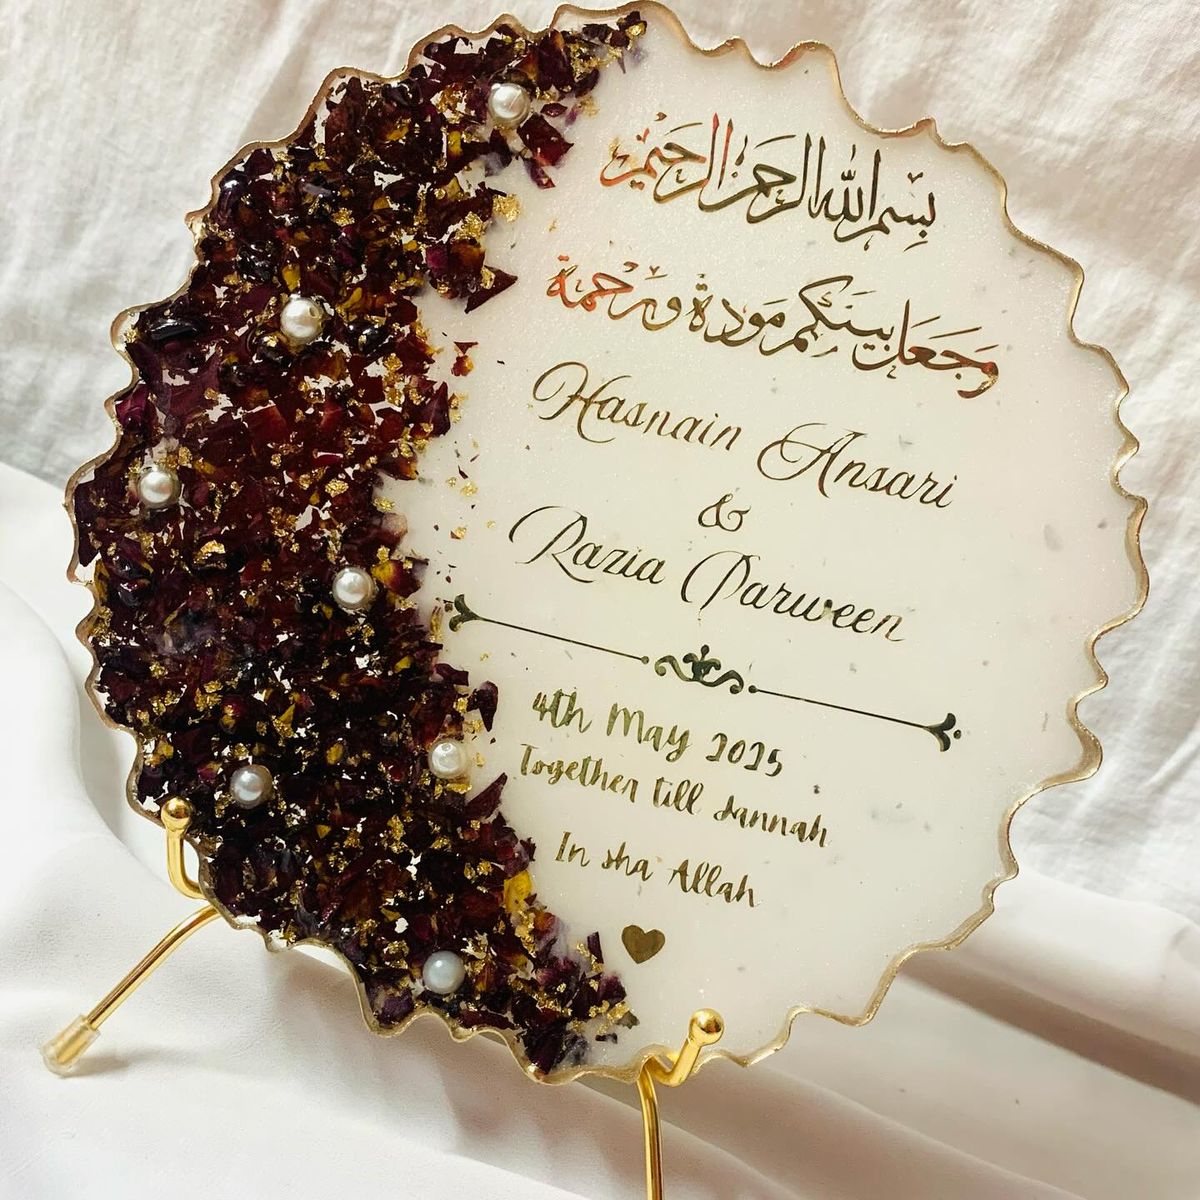 بسم الله الرحمن الرحيم
وجعل بينكم مودة ورحمة
Hasnain Ansari
&
Razia Parween
4th May 2025
Together till Jannah
In sha Allah